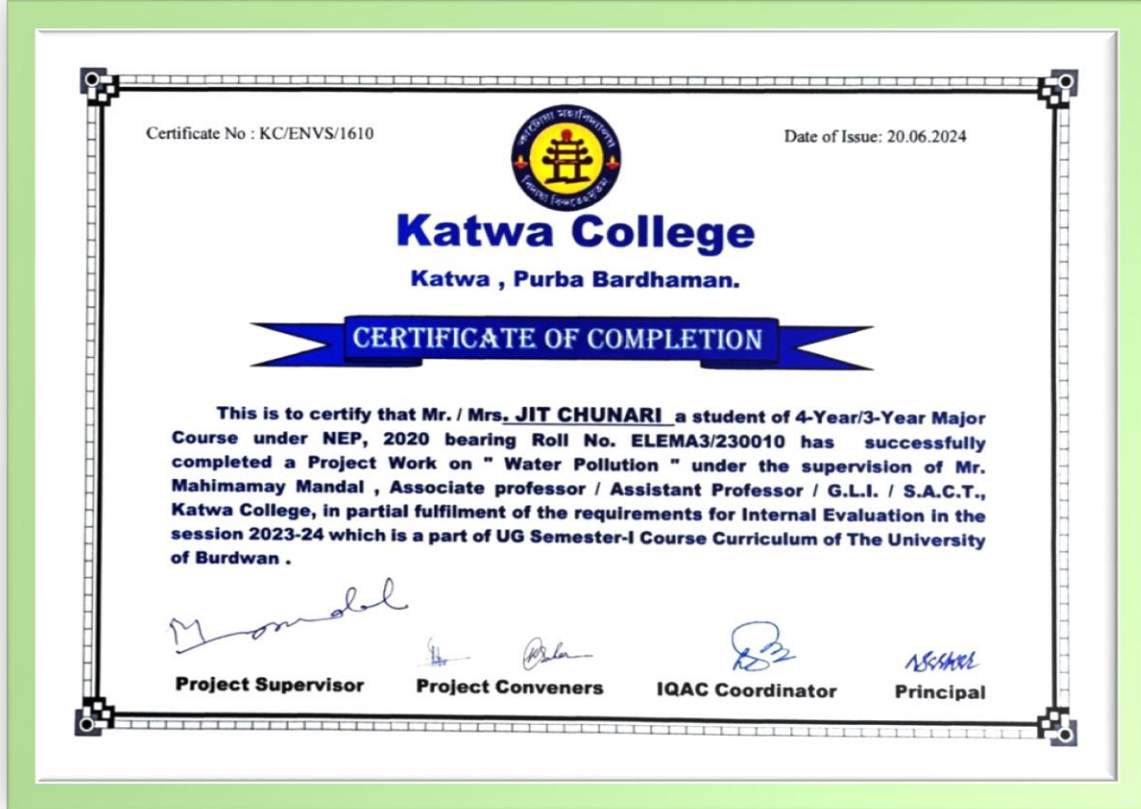 Certificate No : KC/ENVS/1610
Date of Issue: 20.06.2024
কাটোয়া মহাবিদ্যালয়
Katwa College
Katwa , Purba Bardhaman.
CERTIFICATE OF COMPLETION
This is to certify that Mr. / Mrs. JIT CHUNARI a student of 4-Year/3-Year Major
Course under NEP, 2020 bearing Roll No. ELEMA3/230010 has successfully
completed a Project Work on " Water Pollution " under the supervision of Mr.
Mahimamay Mandal , Associate professor / Assistant Professor / G.L.I. / S.A.C.T.,
Katwa College, in partial fulfilment of the requirements for Internal Evaluation in the
session 2023-24 which is a part of UG Semester-I Course Curriculum of The University
of Burdwan .
Project Supervisor
Project Conveners
IQAC Coordinator
Principal